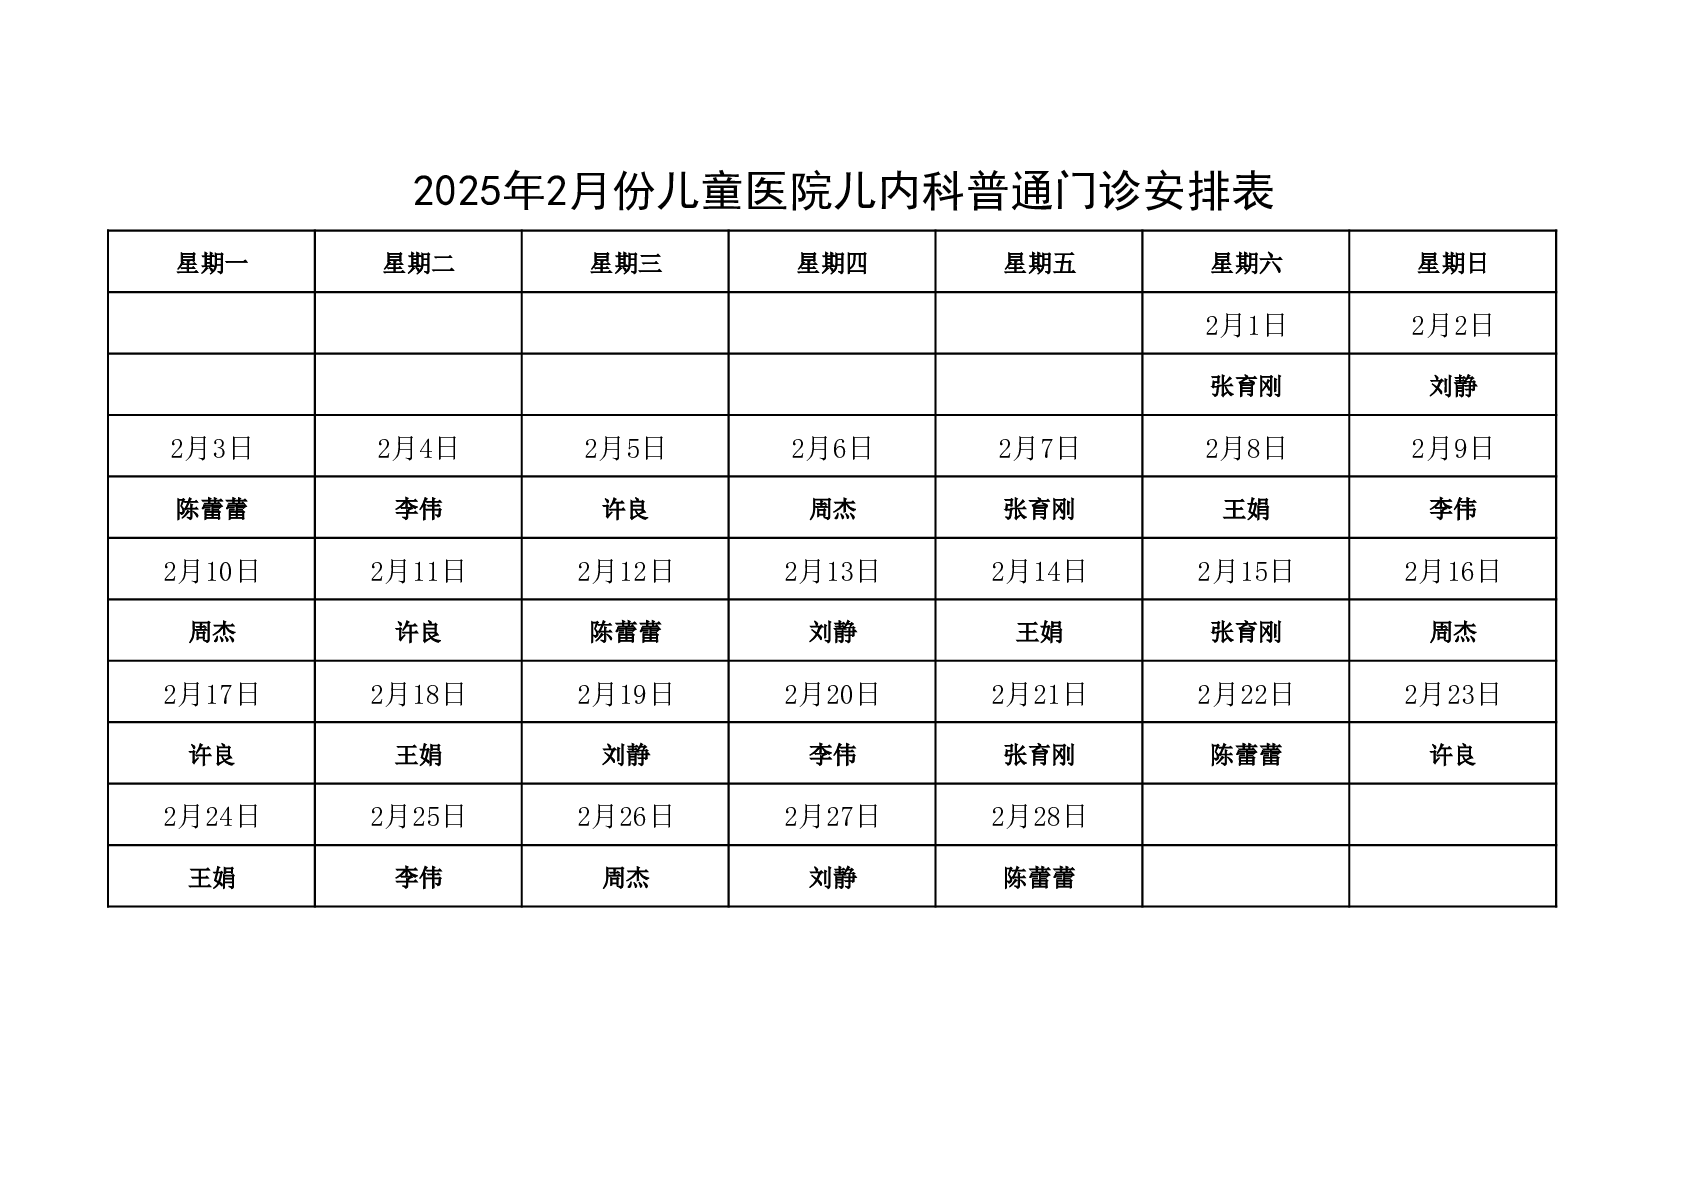 2025年2月份儿童医院儿内科普通门诊安排表
星期一 星期二 星期三 星期四 星期五 星期六 星期日
2月1日 2月2日
张育刚 刘静
2月3日 2月4日 2月5日 2月6日 2月7日 2月8日 2月9日
陈蕾蕾 李伟 许良 周杰 张育刚 王娟 李伟
2月10日 2月11日 2月12日 2月13日 2月14日 2月15日 2月16日
周杰 许良 陈蕾蕾 刘静 王娟 张育刚 周杰
2月17日 2月18日 2月19日 2月20日 2月21日 2月22日 2月23日
许良 王娟 刘静 李伟 张育刚 陈蕾蕾 许良
2月24日 2月25日 2月26日 2月27日 2月28日
王娟 李伟 周杰 刘静 陈蕾蕾